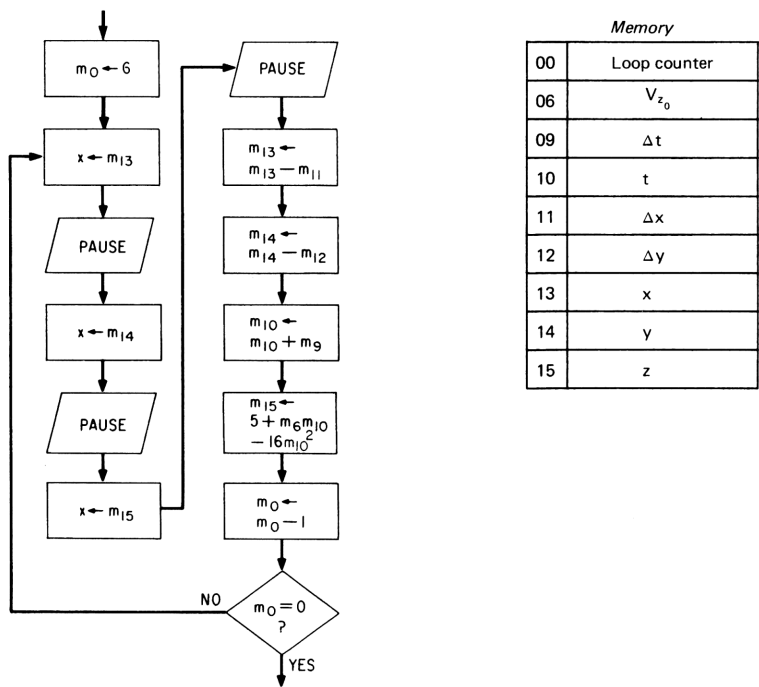 m₀ ← 6
x ← m₁₃
PAUSE
x ← m₁₄
PAUSE
x ← m₁₅
PAUSE
m₁₃ ←
m₁₃ − m₁₁
m₁₄ ←
m₁₄ − m₁₂
m₁₀ ←
m₁₀ + m₉
m₁₅ ←
5 + m₆m₁₀
− 16m₁₀²
m₀ ←
m₀ − 1
m₀ = 0
?
NO
YES
Memory
00 Loop counter
06 V_z₀
09 Δt
10 t
11 Δx
12 Δy
13 x
14 y
15 z